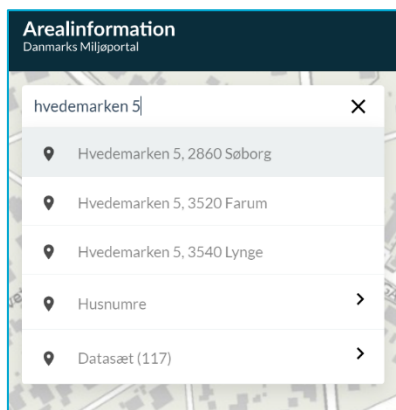 Arealinformation
Danmarks Miljøportal
hvedemarken 5
Hvedemarken 5, 2860 Søborg
Hvedemarken 5, 3520 Farum
Hvedemarken 5, 3540 Lynge
Husnumre
Datasæt (117)